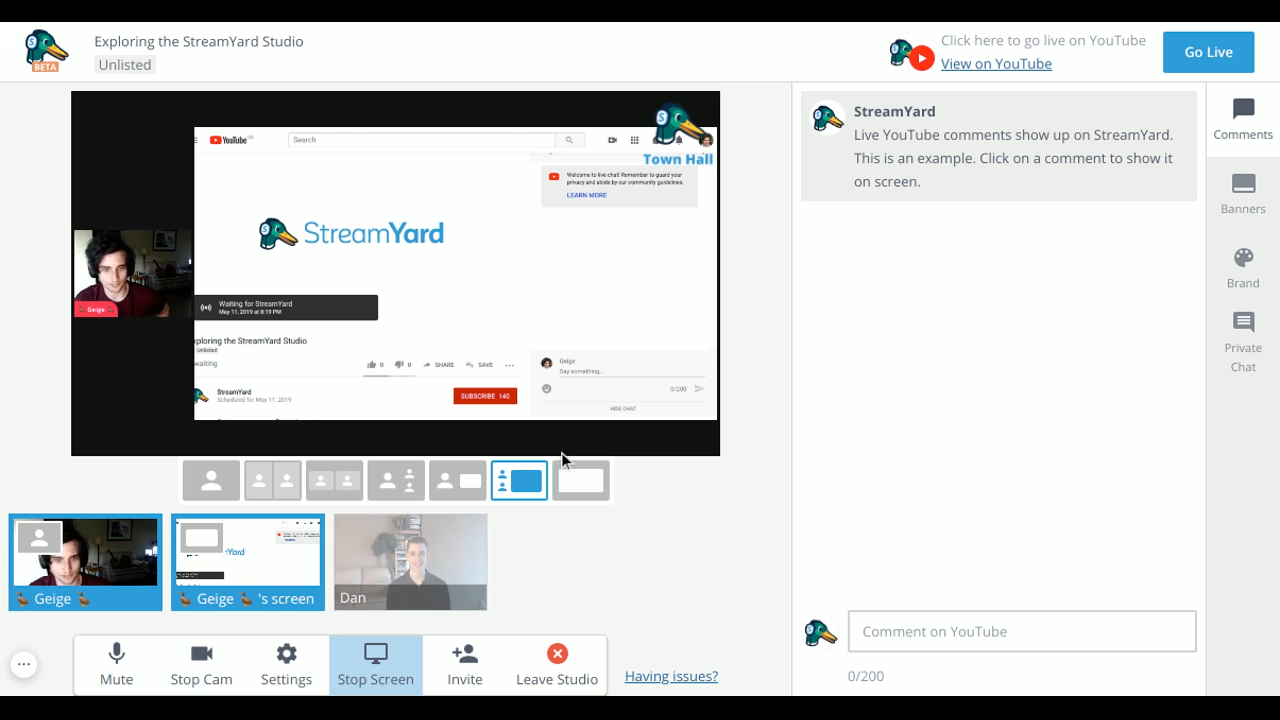 BETA
Exploring the StreamYard Studio
Unlisted
Click here to go live on YouTube
View on YouTube
Go Live
YouTube
Search
Town Hall
Welcome to live chat! Remember to guard your
privacy and abide by our community guidelines.
LEARN MORE
StreamYard
Geige
Waiting for StreamYard
May 11, 2019 at 8:19 PM
ploring the StreamYard Studio
Unlisted
waiting
0
0
SHARE
SAVE
StreamYard
Scheduled for May 11, 2019
SUBSCRIBE 140
Geige
Say something...
0/200
HIDE CHAT
StreamYard
Live YouTube comments show up on StreamYard.
This is an example. Click on a comment to show it
on screen.
Comments
Banners
Brand
Private
Chat
Geige
Yard
Geige 's screen
Dan
Comment on YouTube
0/200
Mute
Stop Cam
Settings
Stop Screen
Invite
Leave Studio
Having issues?